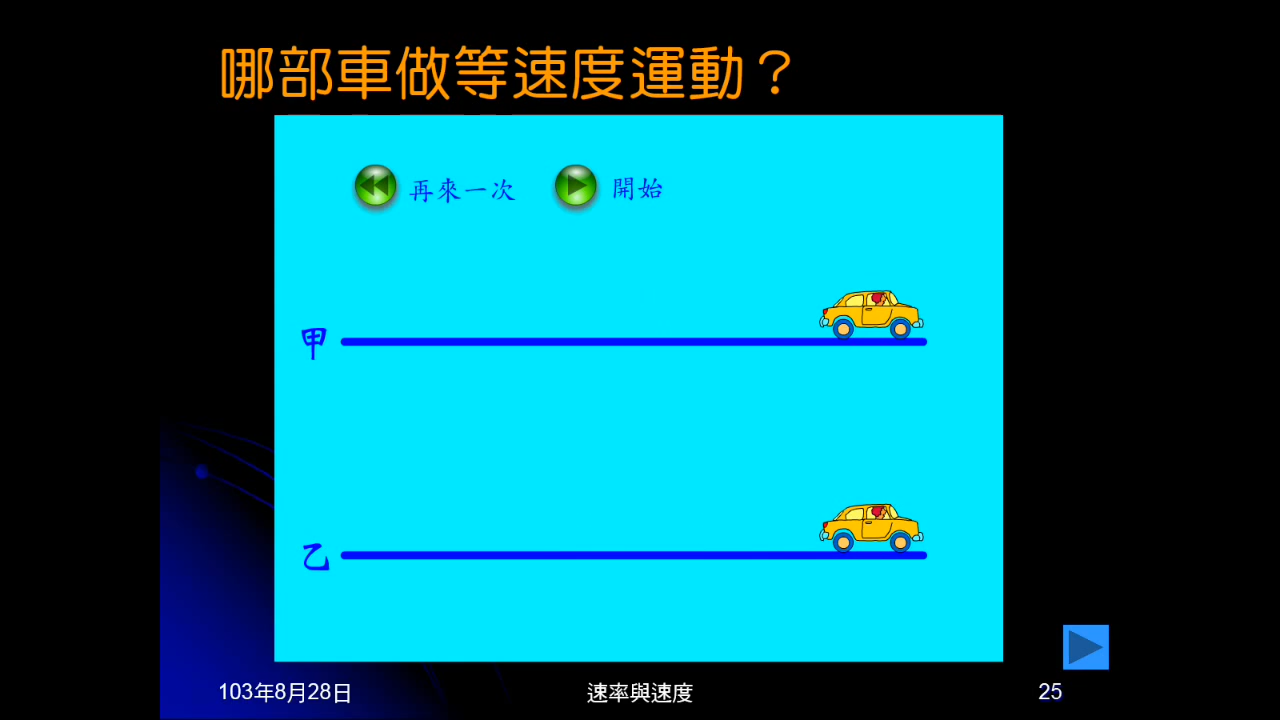 哪部車做等速度運動？
再來一次 開始
甲
乙
103年8月28日 速率與速度 25